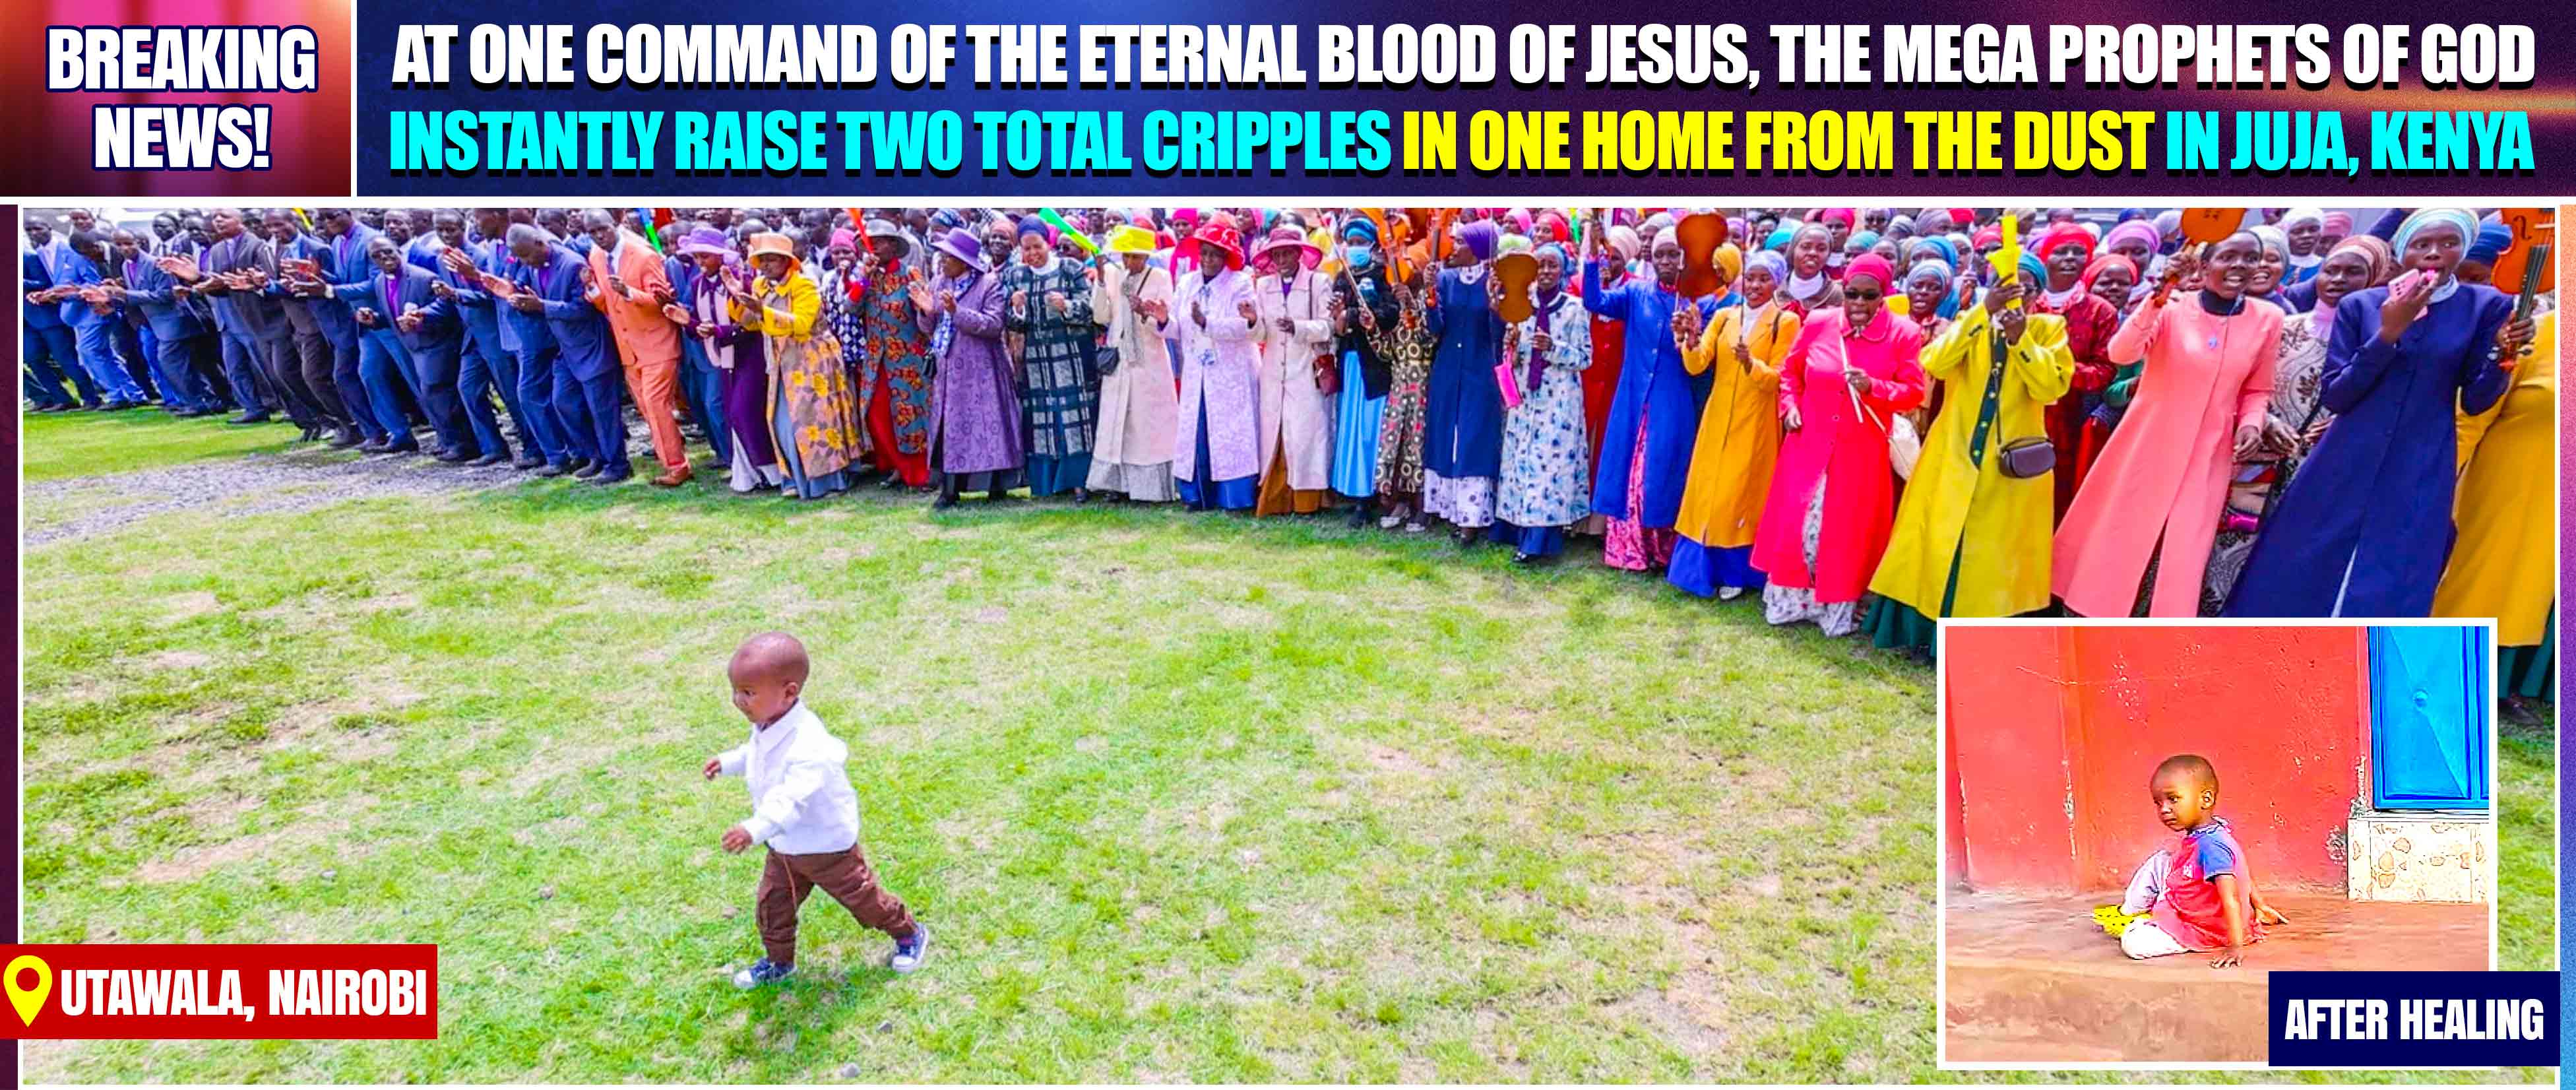 BREAKING
NEWS!
AT ONE COMMAND OF THE ETERNAL BLOOD OF JESUS, THE MEGA PROPHETS OF GOD
INSTANTLY RAISE TWO TOTAL CRIPPLES IN ONE HOME FROM THE DUST IN JUJA, KENYA
UTAWALA, NAIROBI
AFTER HEALING